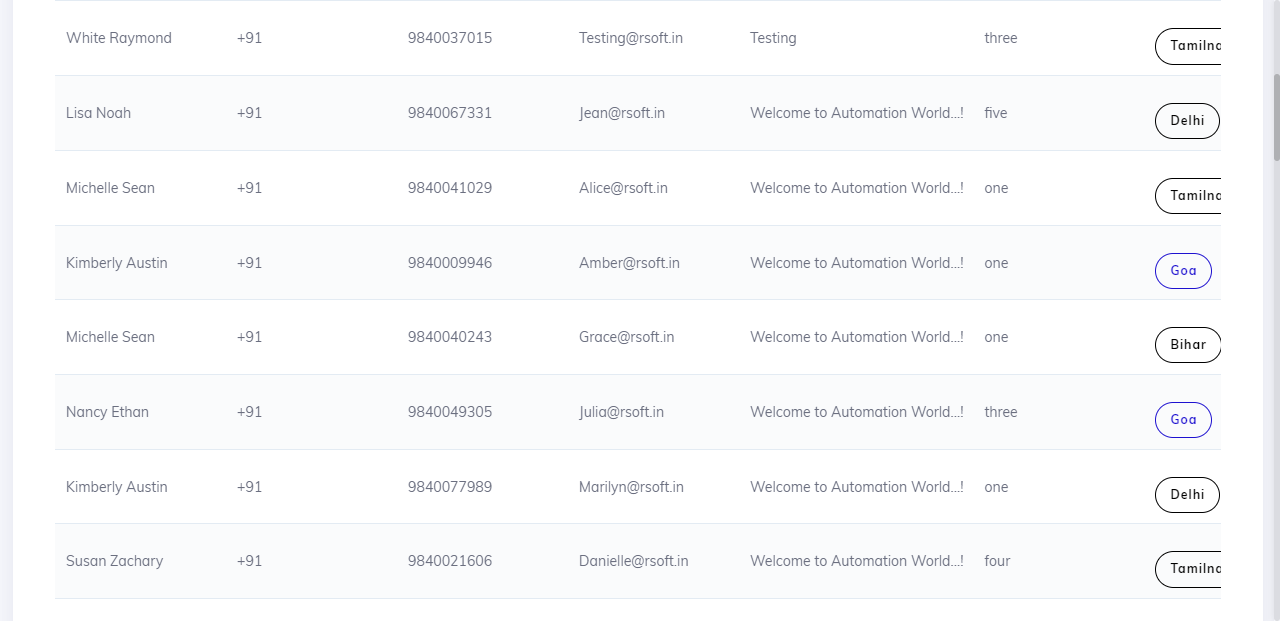 White Raymond +91 9840037015 Testing@rsoft.in Testing three Tamilna
Lisa Noah +91 9840067331 Jean@rsoft.in Welcome to Automation World...! five Delhi
Michelle Sean +91 9840041029 Alice@rsoft.in Welcome to Automation World...! one Tamilna
Kimberly Austin +91 9840009946 Amber@rsoft.in Welcome to Automation World...! one Goa
Michelle Sean +91 9840040243 Grace@rsoft.in Welcome to Automation World...! one Bihar
Nancy Ethan +91 9840049305 Julia@rsoft.in Welcome to Automation World...! three Goa
Kimberly Austin +91 9840077989 Marilyn@rsoft.in Welcome to Automation World...! one Delhi
Susan Zachary +91 9840021606 Danielle@rsoft.in Welcome to Automation World...! four Tamilna